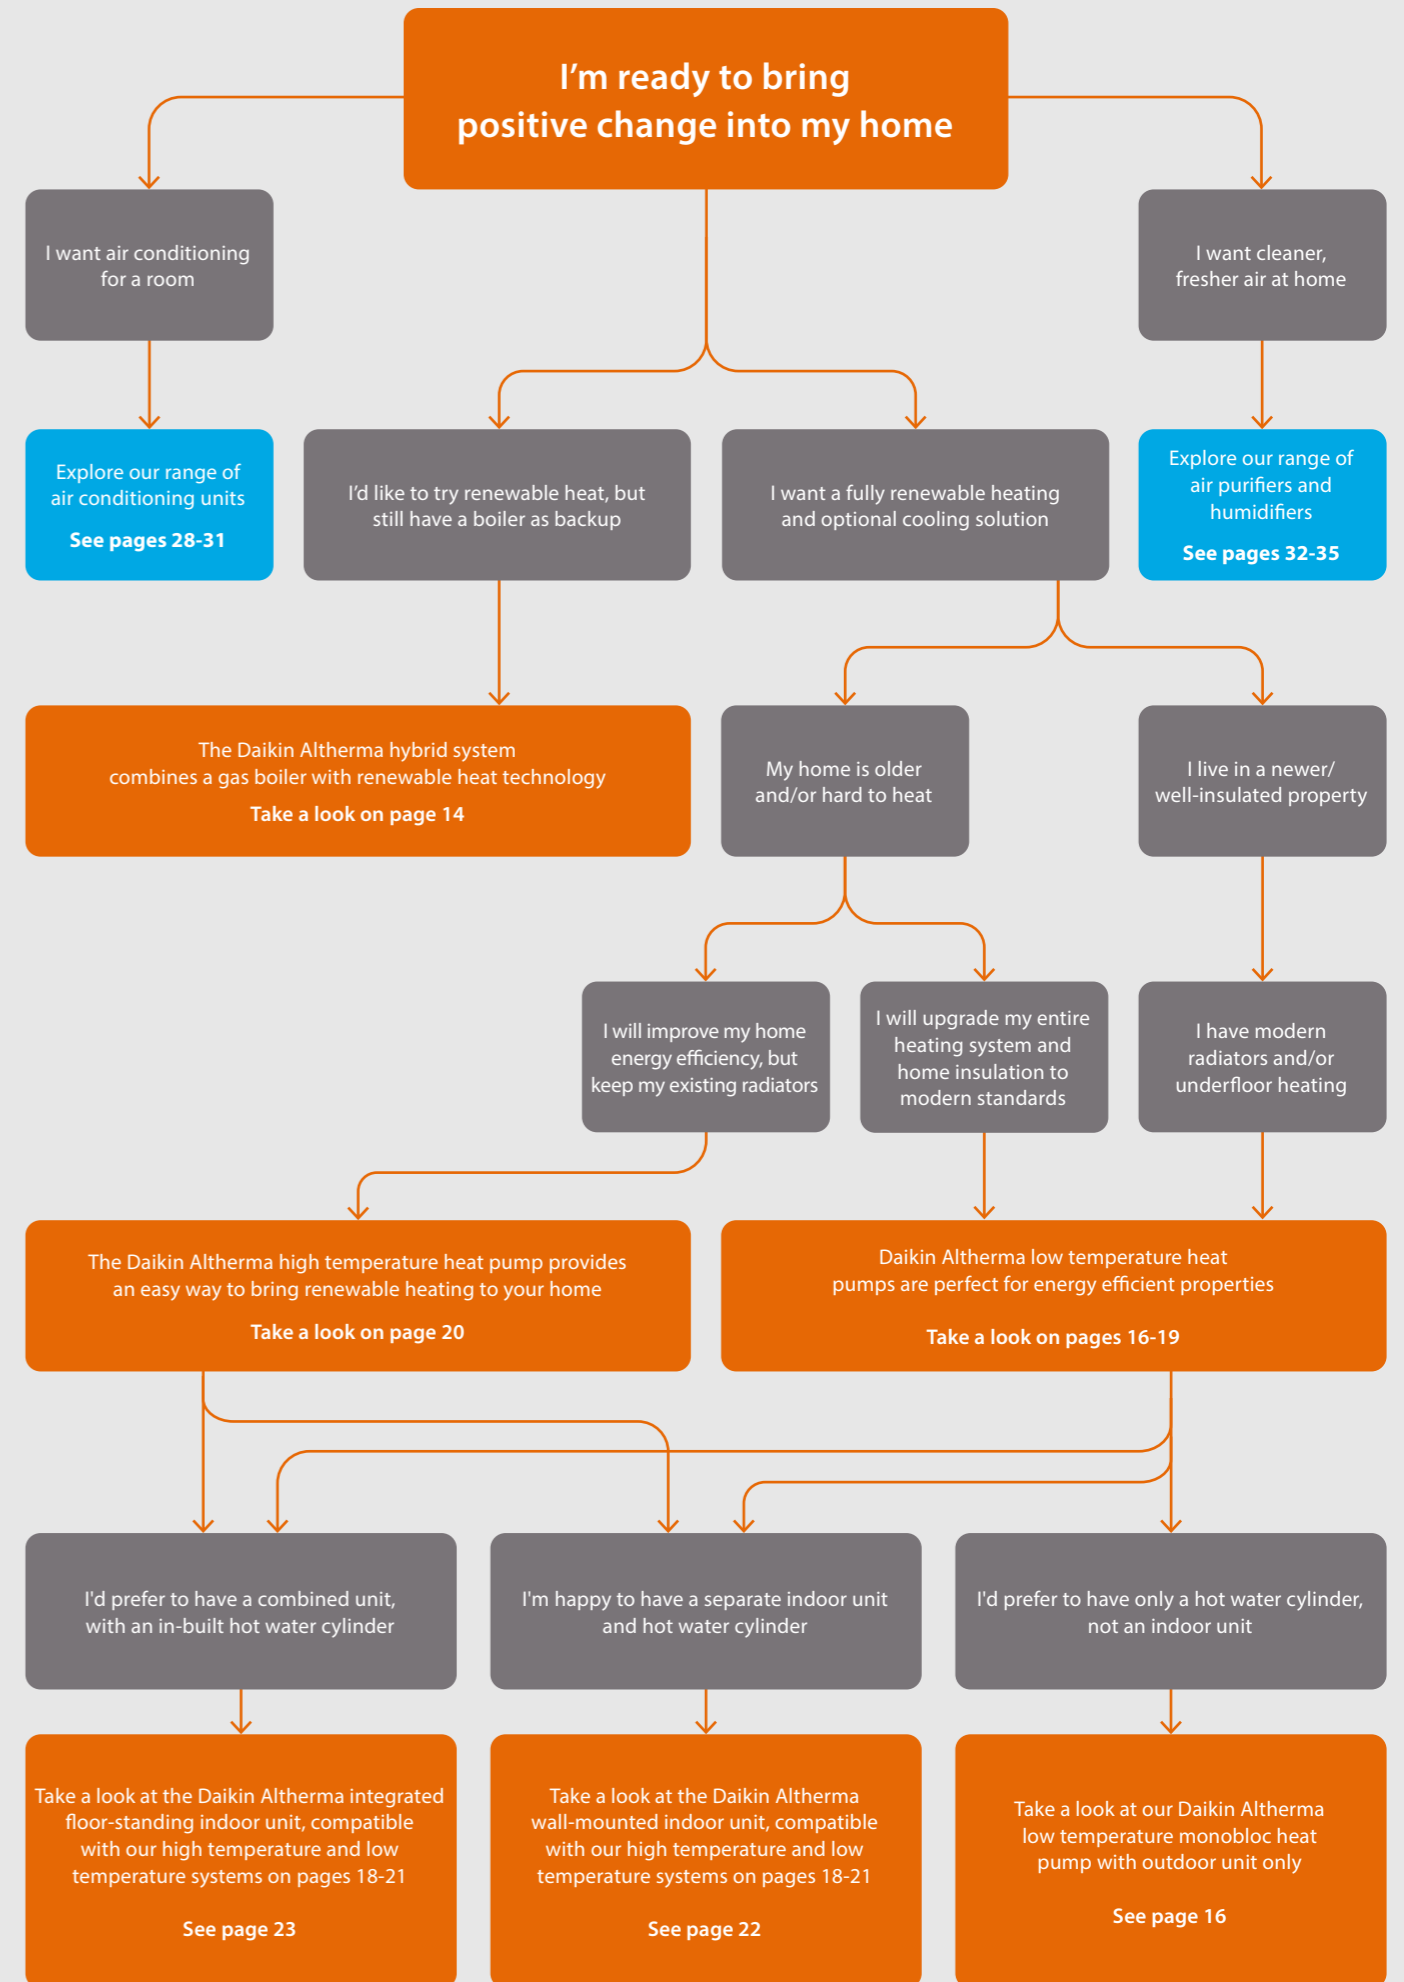 I’m ready to bring
positive change into my home
I want air conditioning
for a room
I want cleaner,
fresher air at home
Explore our range of
air conditioning units
See pages 28-31
I’d like to try renewable heat, but
still have a boiler as backup
I want a fully renewable heating
and optional cooling solution
Explore our range of
air purifiers and
humidifiers
See pages 32-35
The Daikin Altherma hybrid system
combines a gas boiler with renewable heat technology
Take a look on page 14
My home is older
and/or hard to heat
I live in a newer/
well-insulated property
I will improve my home
energy efficiency, but
keep my existing radiators
I will upgrade my entire
heating system and
home insulation to
modern standards
I have modern
radiators and/or
underfloor heating
The Daikin Altherma high temperature heat pump provides
an easy way to bring renewable heating to your home
Take a look on page 20
Daikin Altherma low temperature heat
pumps are perfect for energy efficient properties
Take a look on pages 16-19
I'd prefer to have a combined unit,
with an in-built hot water cylinder
I'm happy to have a separate indoor unit
and hot water cylinder
I'd prefer to have only a hot water cylinder,
not an indoor unit
Take a look at the Daikin Altherma integrated
floor-standing indoor unit, compatible
with our high temperature and low
temperature systems on pages 18-21
See page 23
Take a look at the Daikin Altherma
wall-mounted indoor unit, compatible
with our high temperature and low
temperature systems on pages 18-21
See page 22
Take a look at our Daikin Altherma
low temperature monobloc heat
pump with outdoor unit only
See page 16